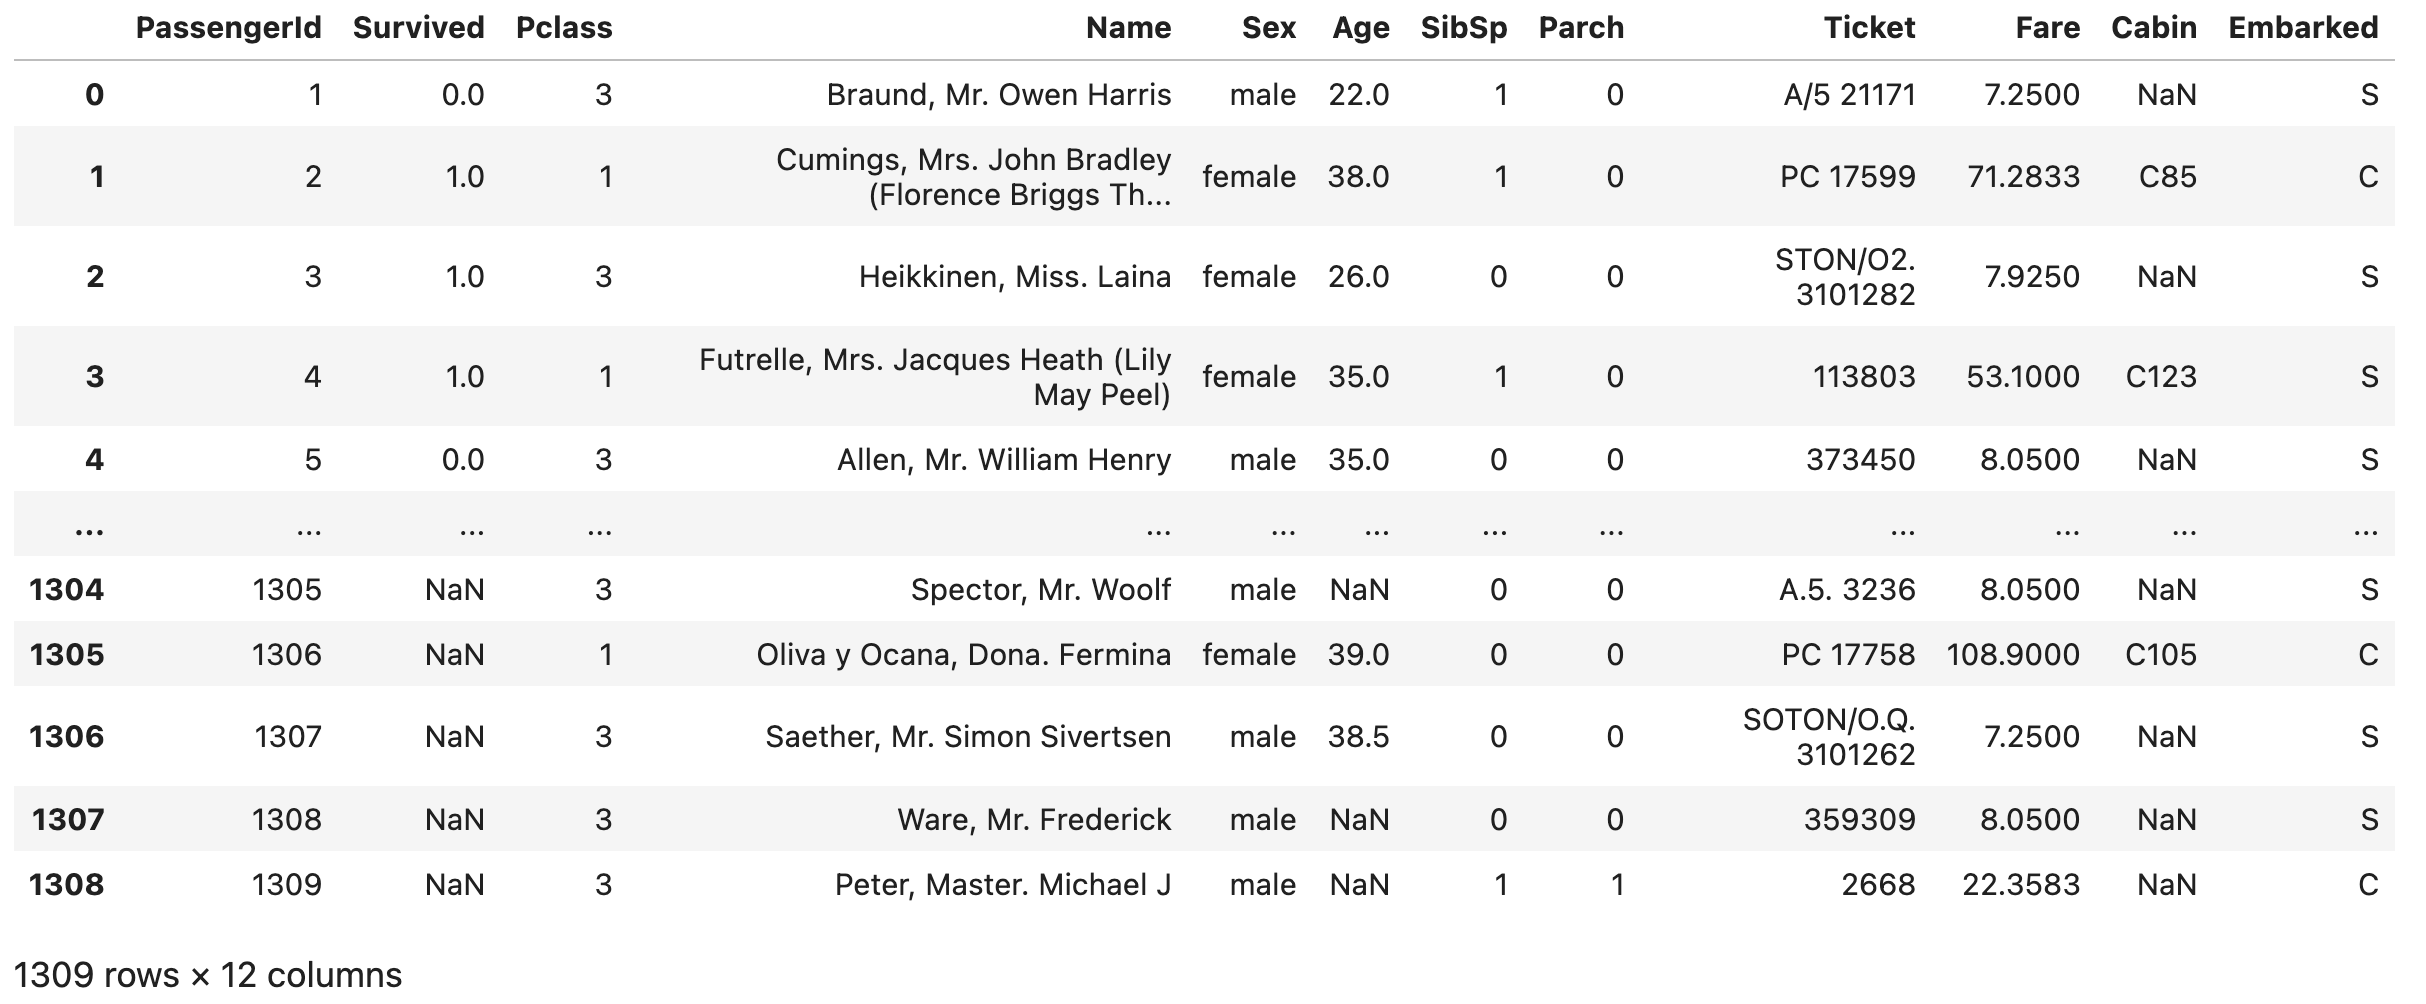 PassengerId Survived Pclass Name Sex Age SibSp Parch Ticket Fare Cabin Embarked
0 1 0.0 3 Braund, Mr. Owen Harris male 22.0 1 0 A/5 21171 7.2500 NaN S
1 2 1.0 1 Cumings, Mrs. John Bradley (Florence Briggs Th... female 38.0 1 0 PC 17599 71.2833 C85 C
2 3 1.0 3 Heikkinen, Miss. Laina female 26.0 0 0 STON/O2. 3101282 7.9250 NaN S
3 4 1.0 1 Futrelle, Mrs. Jacques Heath (Lily May Peel) female 35.0 1 0 113803 53.1000 C123 S
4 5 0.0 3 Allen, Mr. William Henry male 35.0 0 0 373450 8.0500 NaN S
... ... ... ... ... ... ... ... ... ... ... ... ...
1304 1305 NaN 3 Spector, Mr. Woolf male NaN 0 0 A.5. 3236 8.0500 NaN S
1305 1306 NaN 1 Oliva y Ocana, Dona. Fermina female 39.0 0 0 PC 17758 108.9000 C105 C
1306 1307 NaN 3 Saether, Mr. Simon Sivertsen male 38.5 0 0 SOTON/O.Q. 3101262 7.2500 NaN S
1307 1308 NaN 3 Ware, Mr. Frederick male NaN 0 0 359309 8.0500 NaN S
1308 1309 NaN 3 Peter, Master. Michael J male NaN 1 1 2668 22.3583 NaN C
1309 rows × 12 columns